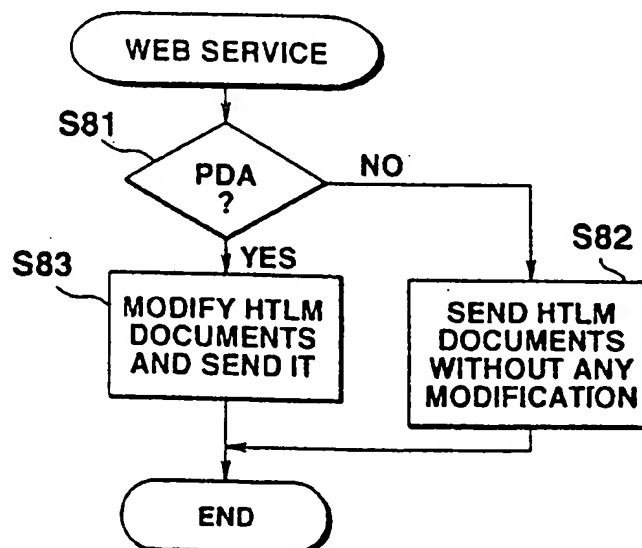 WEB SERVICE
S81
PDA
?
NO
YES
S82
S83
MODIFY HTLM
DOCUMENTS
AND SEND IT
SEND HTLM
DOCUMENTS
WITHOUT ANY
MODIFICATION
END